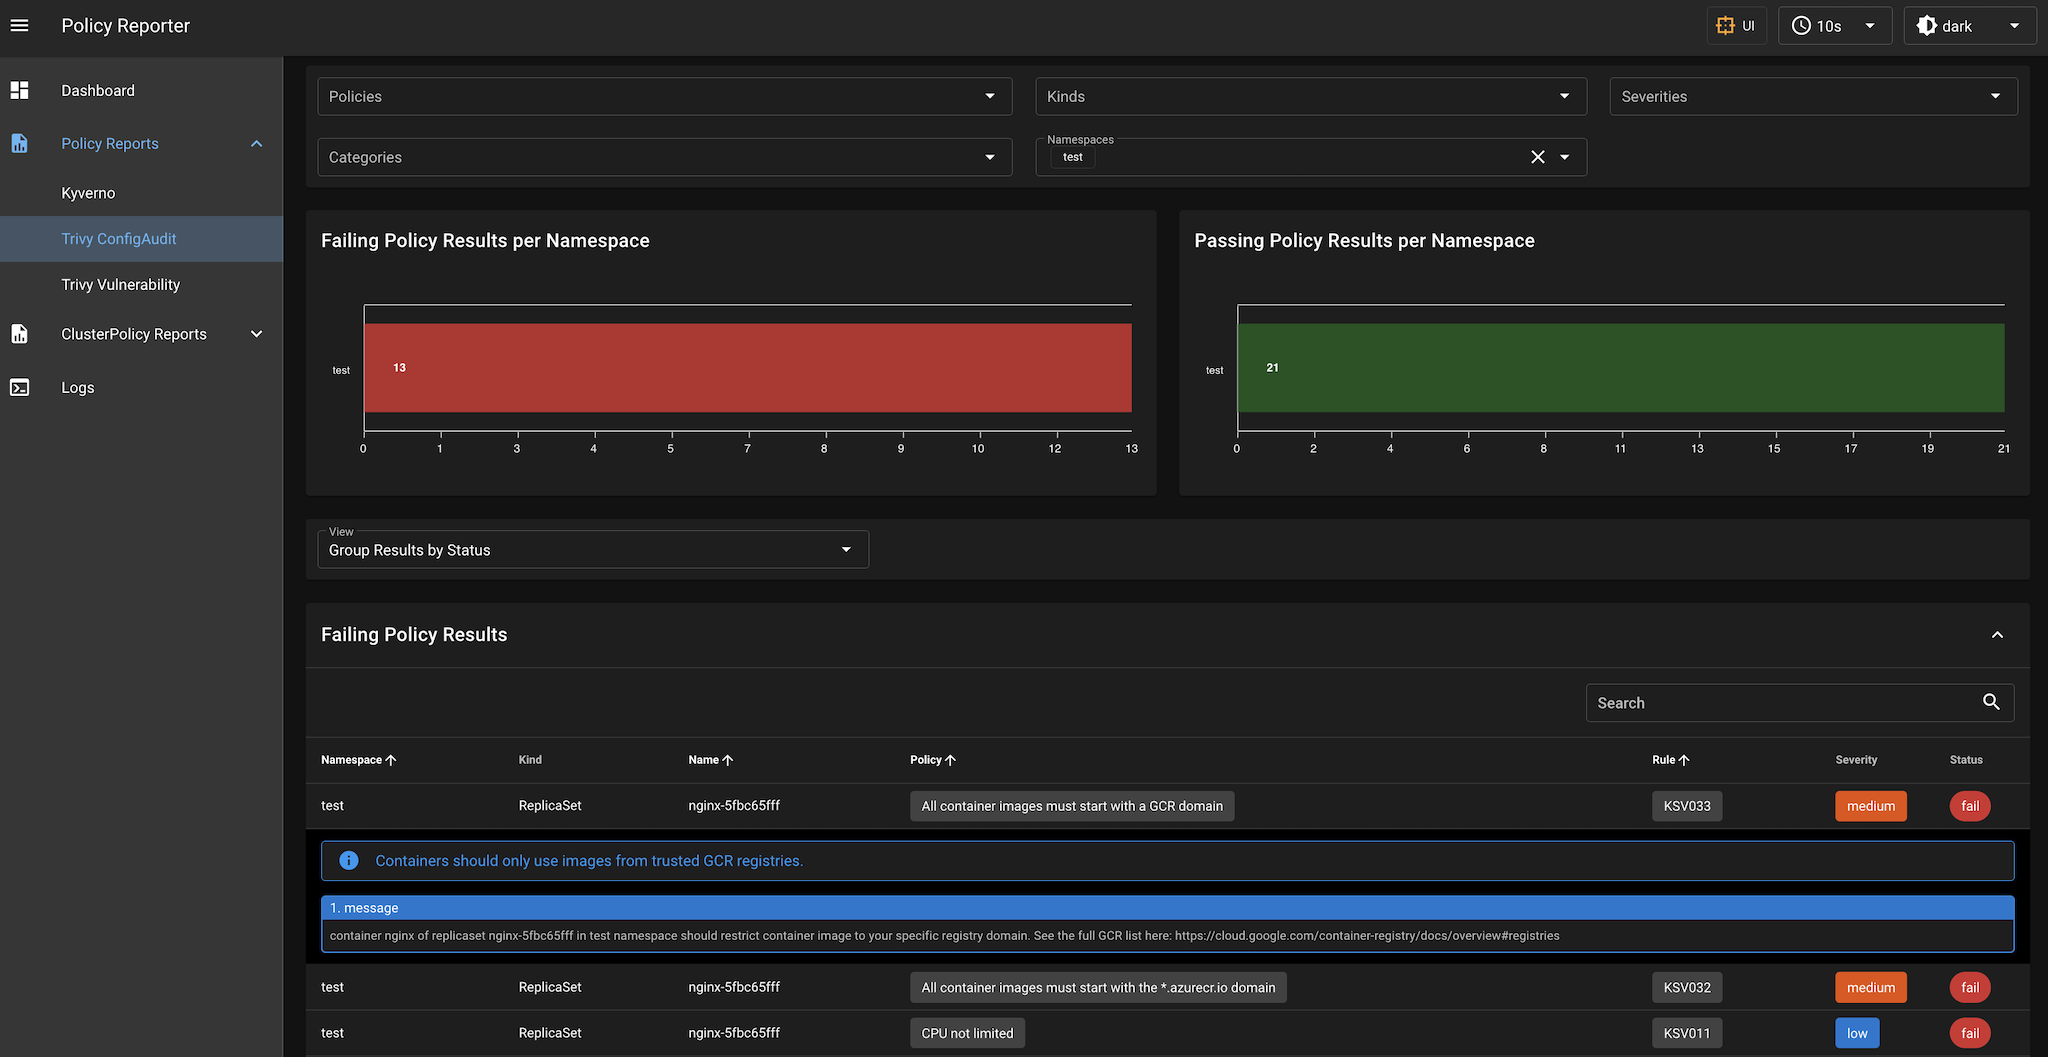 Policy Reporter
UI
10s
dark
Dashboard
Policy Reports
Kyverno
Trivy ConfigAudit
Trivy Vulnerability
ClusterPolicy Reports
Logs
Policies
Kinds
Severities
Categories
Namespaces
test
Failing Policy Results per Namespace
test
13
0 1 3 4 5 7 8 9 10 12 13
Passing Policy Results per Namespace
test
21
0 2 4 6 8 11 13 15 17 19 21
View
Group Results by Status
Failing Policy Results
Search
Namespace Kind Name Policy Rule Severity Status
test ReplicaSet nginx-5fbc65fff All container images must start with a GCR domain KSV033 medium fail
Containers should only use images from trusted GCR registries.
1. message
container nginx of replicaset nginx-5fbc65fff in test namespace should restrict container image to your specific registry domain. See the full GCR list here: https://cloud.google.com/container-registry/docs/overview#registries
test ReplicaSet nginx-5fbc65fff All container images must start with the *.azurecr.io domain KSV032 medium fail
test ReplicaSet nginx-5fbc65fff CPU not limited KSV011 low fail